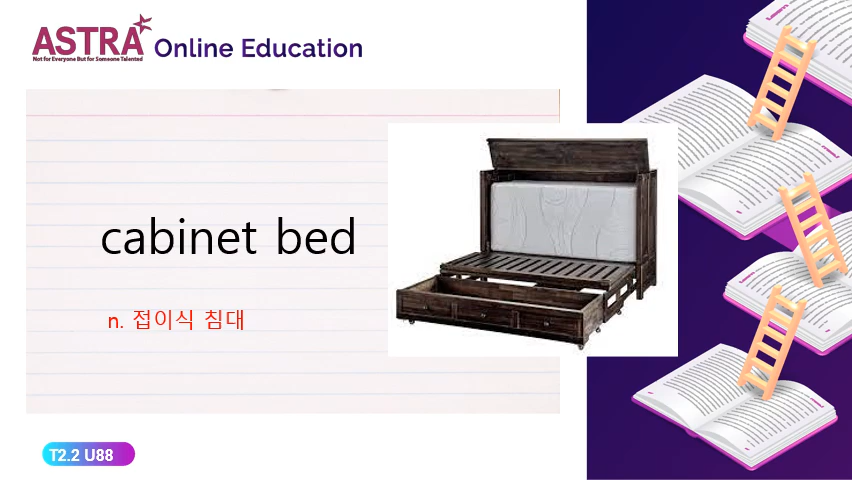 ASTRA
Not for Everyone But for Someone Talented
Online Education
cabinet bed
n. 접이식 침대
T2.2 U88